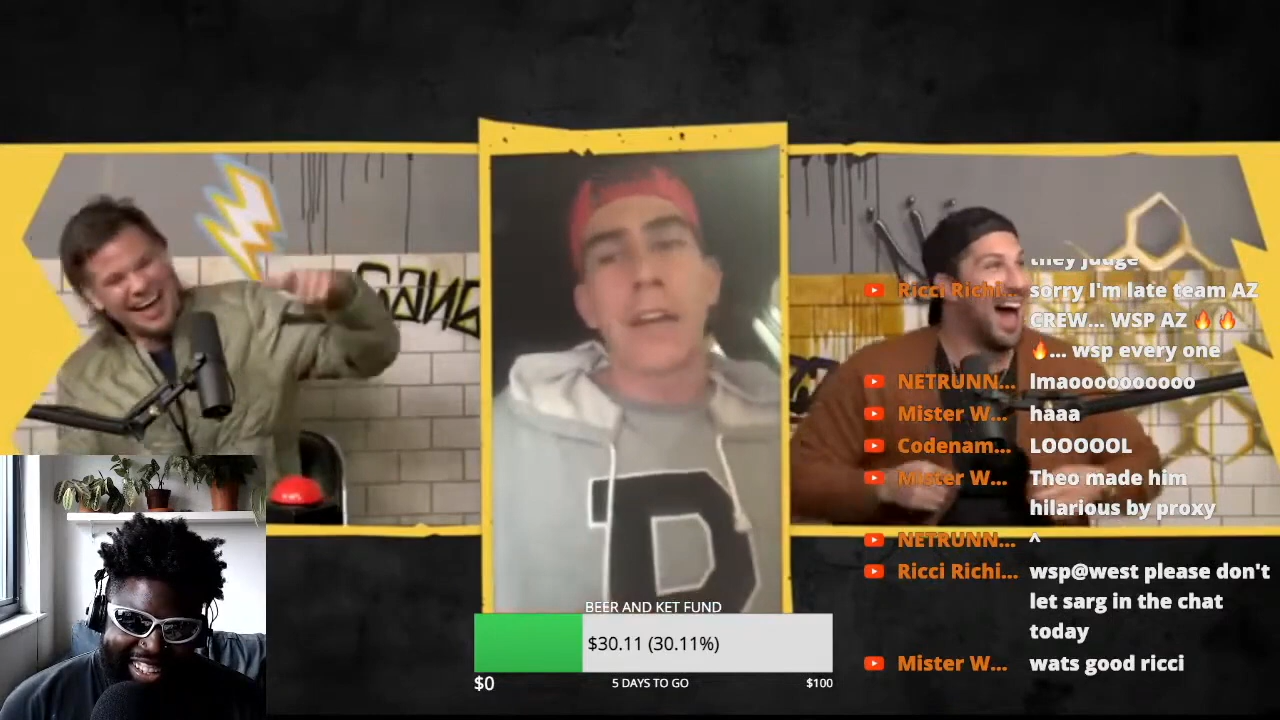 GANG
they judge
Ricci Richi... sorry I'm late team AZ
CREW... WSP AZ 🔥🔥
🔥... wsp every one
NETRUNN... lmaoooooooooo
Mister W... haaa
Codenam... LOOOOOL
Mister W... Theo made him
hilarious by proxy
NETRUNN... ^
Ricci Richi... wsp@west please don't
let sarg in the chat
today
Mister W... wats good ricci
D
BEER AND KET FUND
$30.11 (30.11%)
$0 5 DAYS TO GO $100